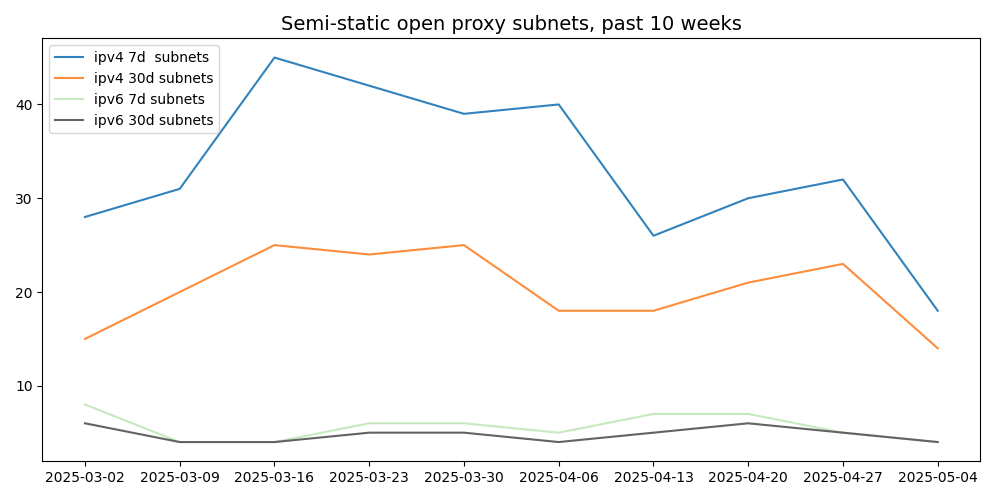 Semi-static open proxy subnets, past 10 weeks
ipv4 7d  subnets
ipv4 30d subnets
ipv6 7d subnets
ipv6 30d subnets
40
30
20
10
2025-03-02 2025-03-09 2025-03-16 2025-03-23 2025-03-30 2025-04-06 2025-04-13 2025-04-20 2025-04-27 2025-05-04